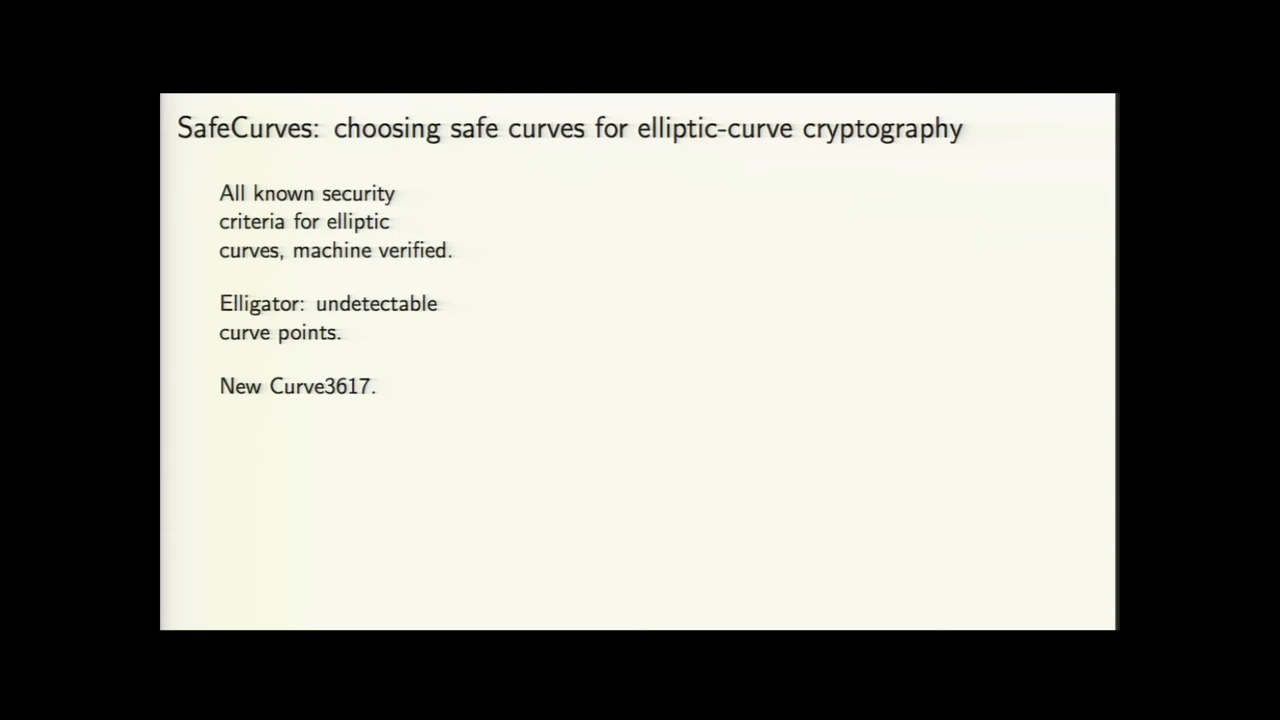 SafeCurves: choosing safe curves for elliptic-curve cryptography
All known security
criteria for elliptic
curves, machine verified.
Elligator: undetectable
curve points.
New Curve3617.